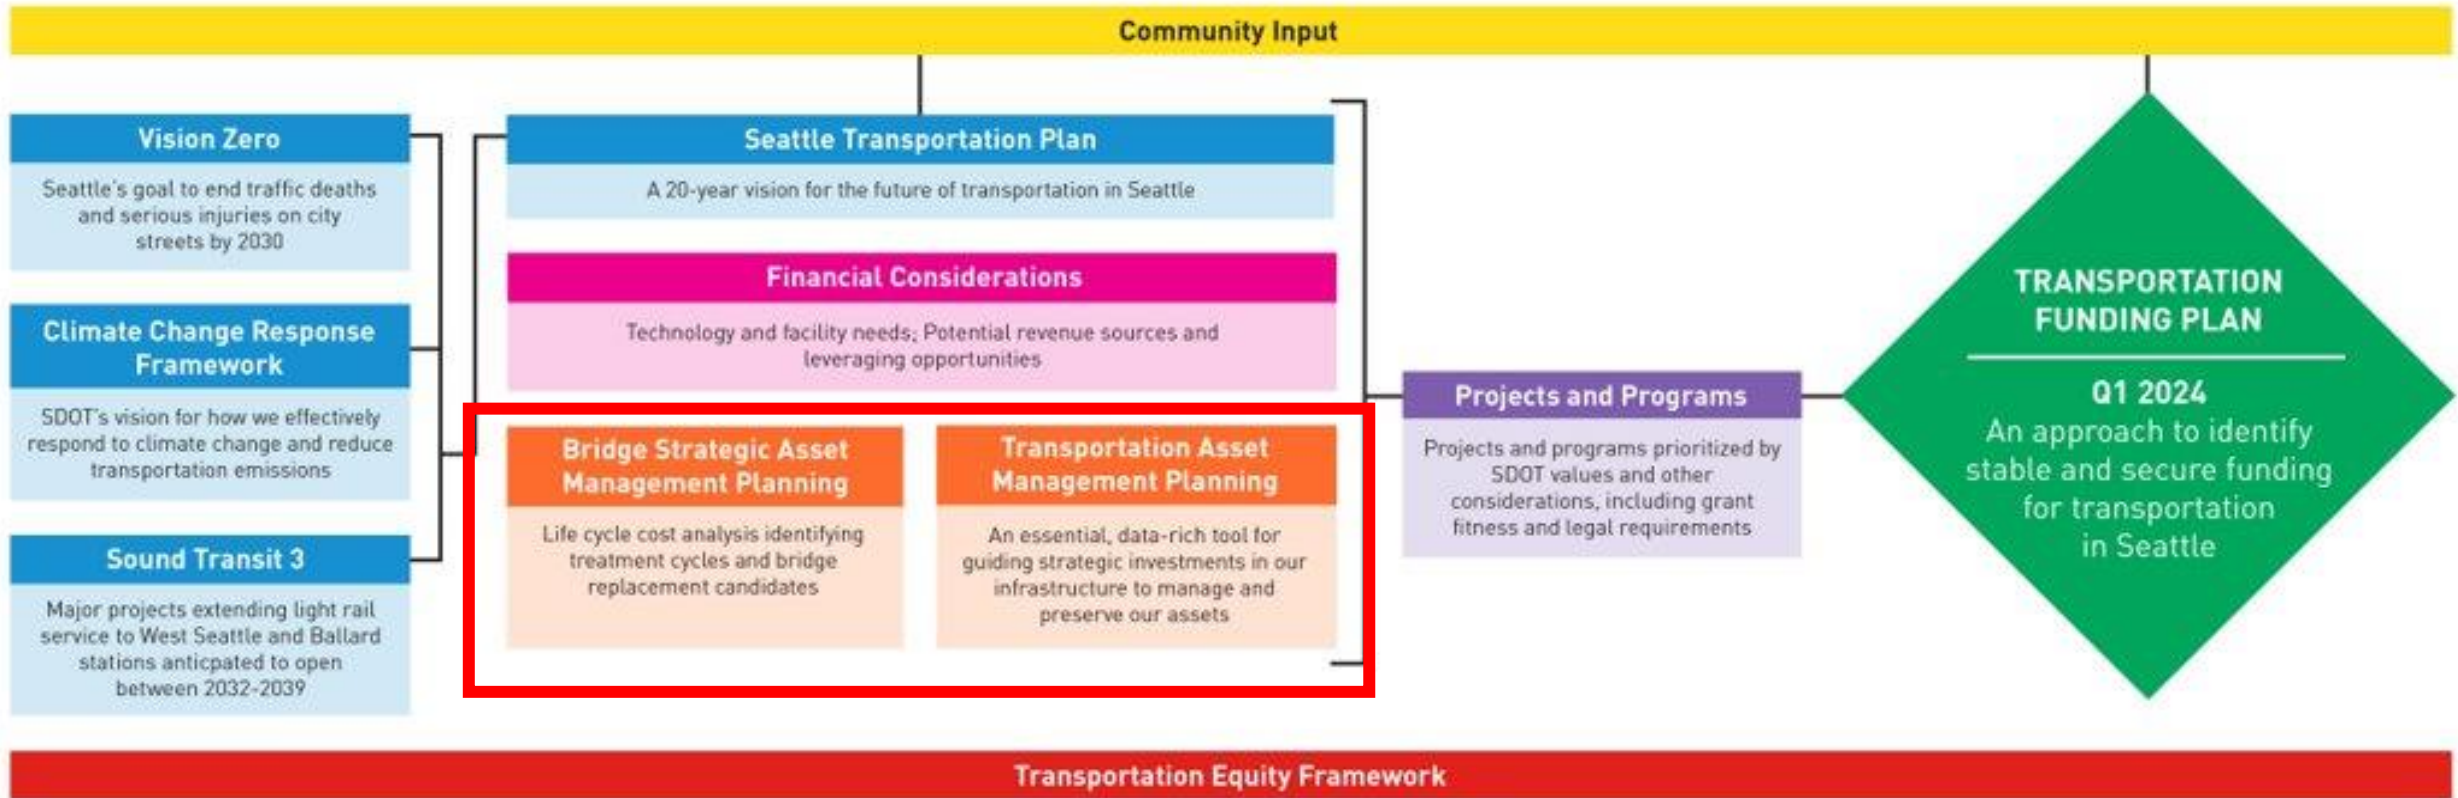 Community Input
Vision Zero
Seattle's goal to end traffic deaths
and serious injuries on city
streets by 2030
Climate Change Response
Framework
SDOT's vision for how we effectively
respond to climate change and reduce
transportation emissions
Sound Transit 3
Major projects extending light rail
service to West Seattle and Ballard
stations anticpated to open
between 2032-2039
Seattle Transportation Plan
A 20-year vision for the future of transportation in Seattle
Financial Considerations
Technology and facility needs; Potential revenue sources and
leveraging opportunities
Bridge Strategic Asset
Management Planning
Life cycle cost analysis identifying
treatment cycles and bridge
replacement candidates
Transportation Asset
Management Planning
An essential, data-rich tool for
guiding strategic investments in our
infrastructure to manage and
preserve our assets
Projects and Programs
Projects and programs prioritized by
SDOT values and other
considerations, including grant
fitness and legal requirements
TRANSPORTATION
FUNDING PLAN
Q1 2024
An approach to identify
stable and secure funding
for transportation
in Seattle
Transportation Equity Framework